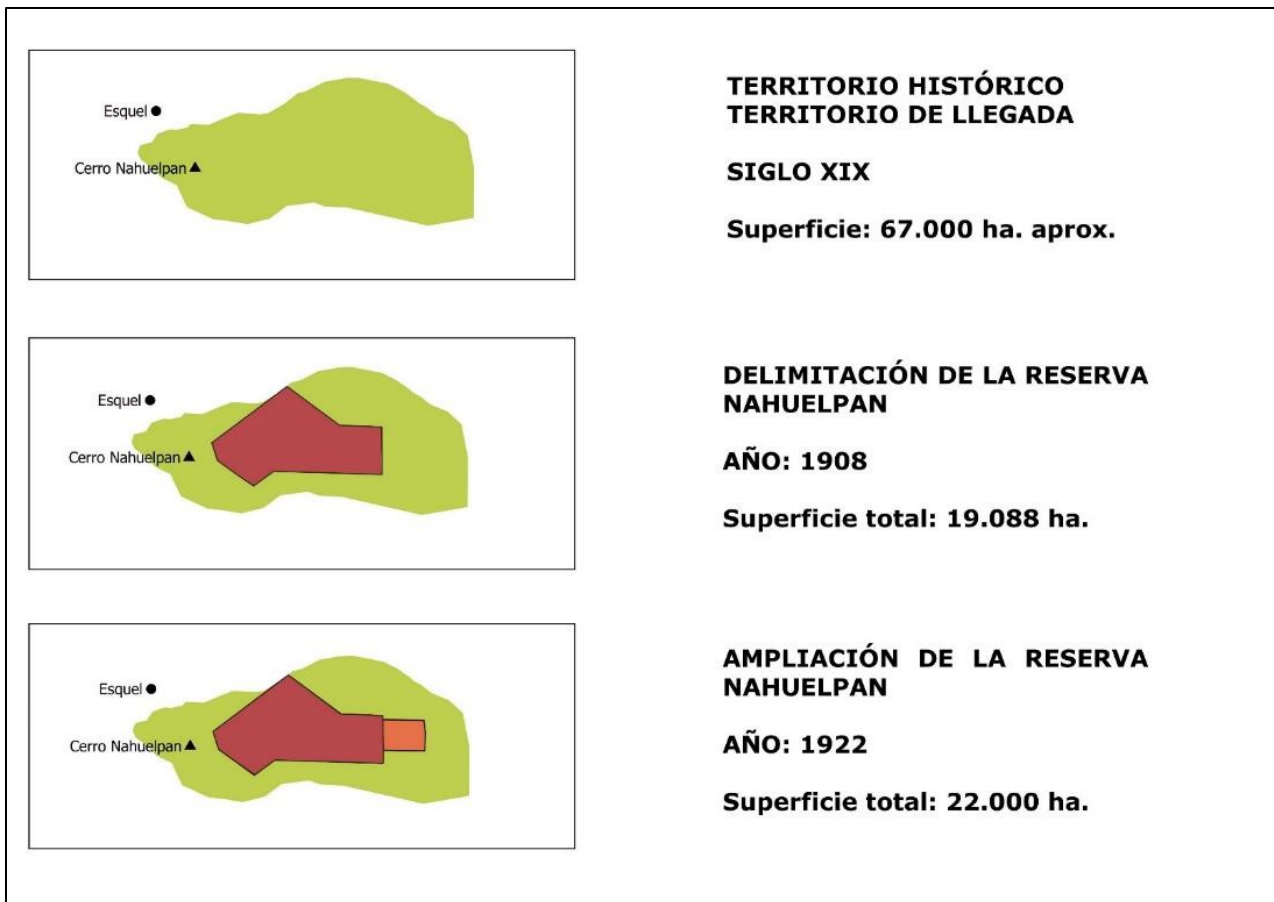 Esquel
Cerro Nahuelpan
TERRITORIO HISTÓRICO
TERRITORIO DE LLEGADA
SIGLO XIX
Superficie: 67.000 ha. aprox.
Esquel
Cerro Nahuelpan
DELIMITACIÓN DE LA RESERVA
NAHUELPAN
AÑO: 1908
Superficie total: 19.088 ha.
Esquel
Cerro Nahuelpan
AMPLIACIÓN DE LA RESERVA
NAHUELPAN
AÑO: 1922
Superficie total: 22.000 ha.